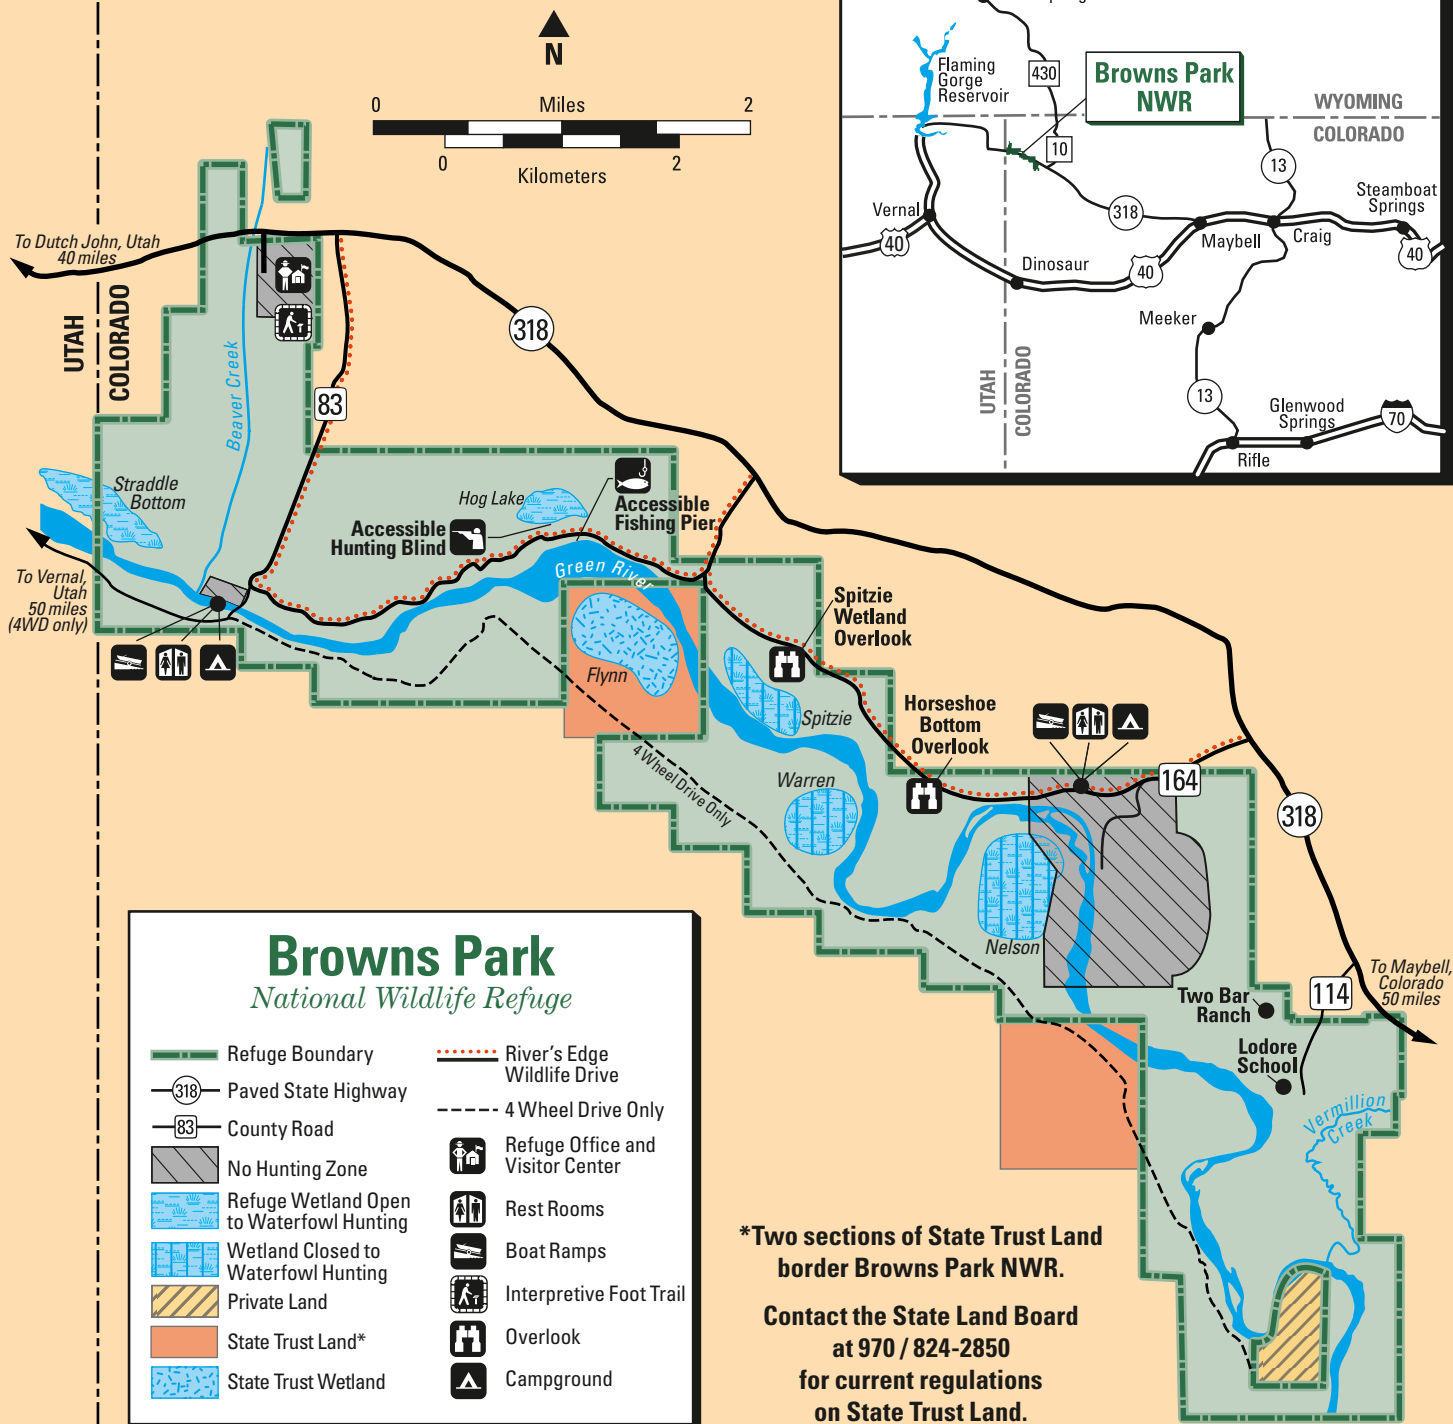 N
0 Miles 2
0 2
Kilometers
Flaming
Gorge
Reservoir
430
Browns Park
NWR
WYOMING
COLORADO
10
13
318
Vernal
40
Dinosaur
40
Maybell
Craig
Steamboat
Springs
40
Meeker
UTAH
COLORADO
13
Glenwood
Springs
70
Rifle
To Dutch John, Utah
40 miles
UTAH
COLORADO
318
Beaver Creek
83
Straddle
Bottom
Hog Lake
Accessible
Hunting Blind
Accessible
Fishing Pier
Green River
To Vernal,
Utah
50 miles
(4WD only)
Flynn
Spitzie
Wetland
Overlook
Spitzie
Horseshoe
Bottom
Overlook
4 Wheel Drive Only
Warren
164
318
Nelson
To Maybell,
Colorado
50 miles
114
Two Bar
Ranch
Lodore
School
Vermillion
Creek
Browns Park
National Wildlife Refuge
Refuge Boundary
318 Paved State Highway
83 County Road
No Hunting Zone
Refuge Wetland Open
to Waterfowl Hunting
Wetland Closed to
Waterfowl Hunting
Private Land
State Trust Land*
State Trust Wetland
River's Edge
Wildlife Drive
4 Wheel Drive Only
Refuge Office and
Visitor Center
Rest Rooms
Boat Ramps
Interpretive Foot Trail
Overlook
Campground
*Two sections of State Trust Land
border Browns Park NWR.
Contact the State Land Board
at 970 / 824-2850
for current regulations
on State Trust Land.